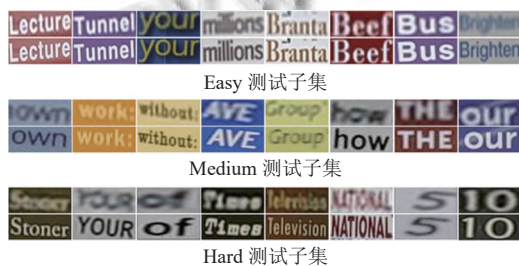 Lecture Tunnel your millions Branta Beef Bus Brighten
Lecture Tunnel your millions Branta Beef Bus Brighten
Easy 测试子集
own work: without: AVE Group' how THE our
own work: without: AVE Group' how THE our
Medium 测试子集
Stoner YOUR of Times Television NATIONAL 5 10
Stoner YOUR of Times Television NATIONAL 5 10
Hard 测试子集